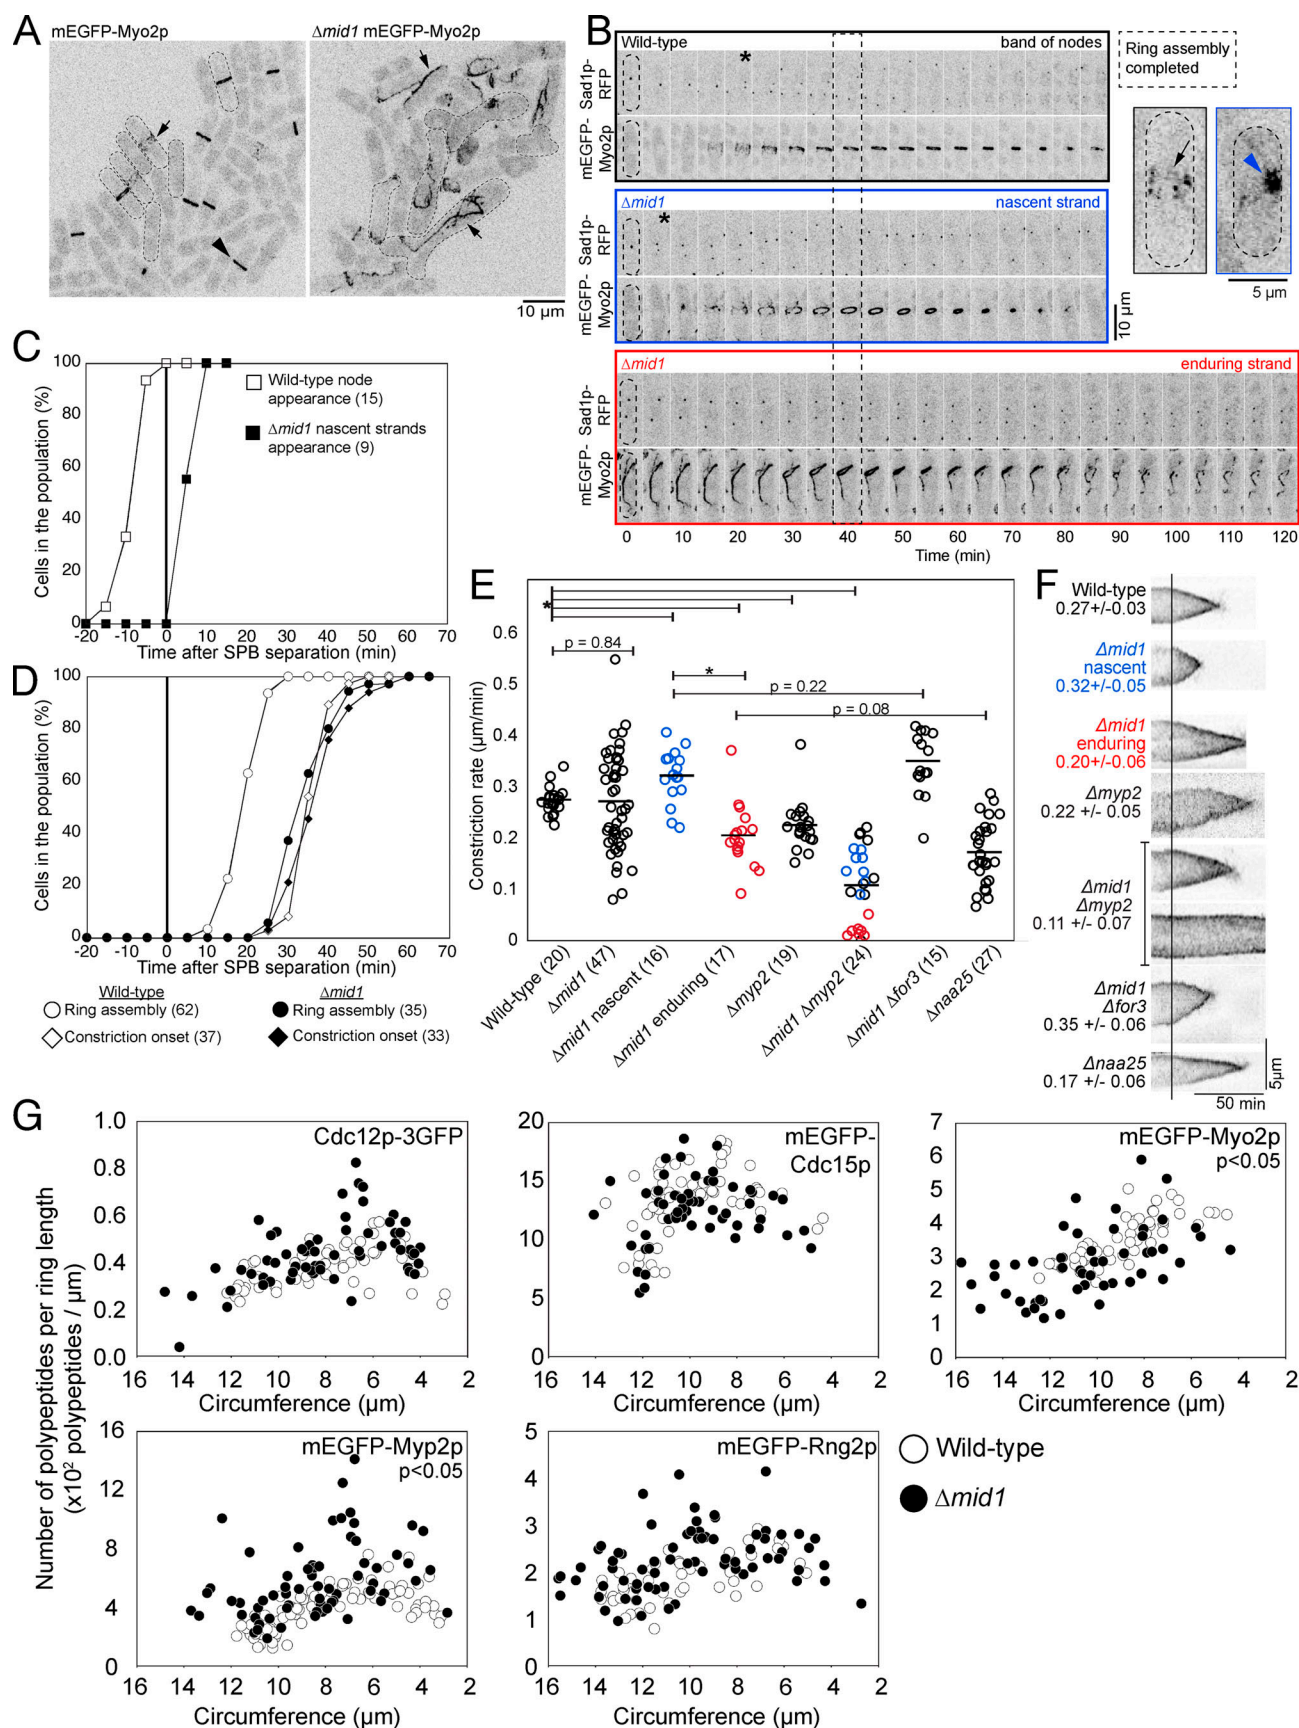 A
mEGFP-Myo2p
Δmid1 mEGFP-Myo2p
10 μm
B
Wild-type
band of nodes
*
Sad1p-
RFP
mEGFP-
Myo2p
Ring assembly
completed
Δmid1
nascent strand
*
Sad1p-
RFP
mEGFP-
Myo2p
10 μm
5 μm
Δmid1
enduring strand
Sad1p-
RFP
mEGFP-
Myo2p
0 10 20 30 40 50 60 70 80 90 100 110 120
Time (min)
C
Cells in the population (%)
100
80
60
40
20
0
Wild-type node
appearance (15)
Δmid1 nascent strands
appearance (9)
-20 -10 0 10 20 30 40 50 60 70
Time after SPB separation (min)
D
Cells in the population (%)
100
80
60
40
20
0
-20 -10 0 10 20 30 40 50 60 70
Time after SPB separation (min)
Wild-type
Ring assembly (62)
Constriction onset (37)
Δmid1
Ring assembly (35)
Constriction onset (33)
E
Constriction rate (μm/min)
0.6
0.5
0.4
0.3
0.2
0.1
0
*
p = 0.84
*
p = 0.22
p = 0.08
Wild-type (20)
Δmid1 (47)
Δmid1 nascent (16)
Δmid1 enduring (17)
Δmyp2 (19)
Δmid1 Δmyp2 (24)
Δmid1 Δfor3 (15)
Δnaa25 (27)
F
Wild-type
0.27+/-0.03
Δmid1
nascent
0.32+/-0.05
Δmid1
enduring
0.20+/-0.06
Δmyp2
0.22 +/- 0.05
Δmid1
Δmyp2
0.11 +/- 0.07
Δmid1
Δfor3
0.35 +/- 0.06
Δnaa25
0.17 +/- 0.06
5μm
50 min
G
Number of polypeptides per ring length
(x10² polypeptides / μm)
Cdc12p-3GFP
1.0
0.8
0.6
0.4
0.2
0.0
16 14 12 10 8 6 4 2
Circumference (μm)
mEGFP-
Cdc15p
20
15
10
5
0
16 14 12 10 8 6 4 2
Circumference (μm)
mEGFP-Myo2p
p<0.05
7
6
5
4
3
2
1
0
16 14 12 10 8 6 4 2
Circumference (μm)
mEGFP-Myp2p
p<0.05
16
12
8
4
0
16 14 12 10 8 6 4 2
Circumference (μm)
mEGFP-Rng2p
5
4
3
2
1
0
16 14 12 10 8 6 4 2
Circumference (μm)
Wild-type
Δmid1